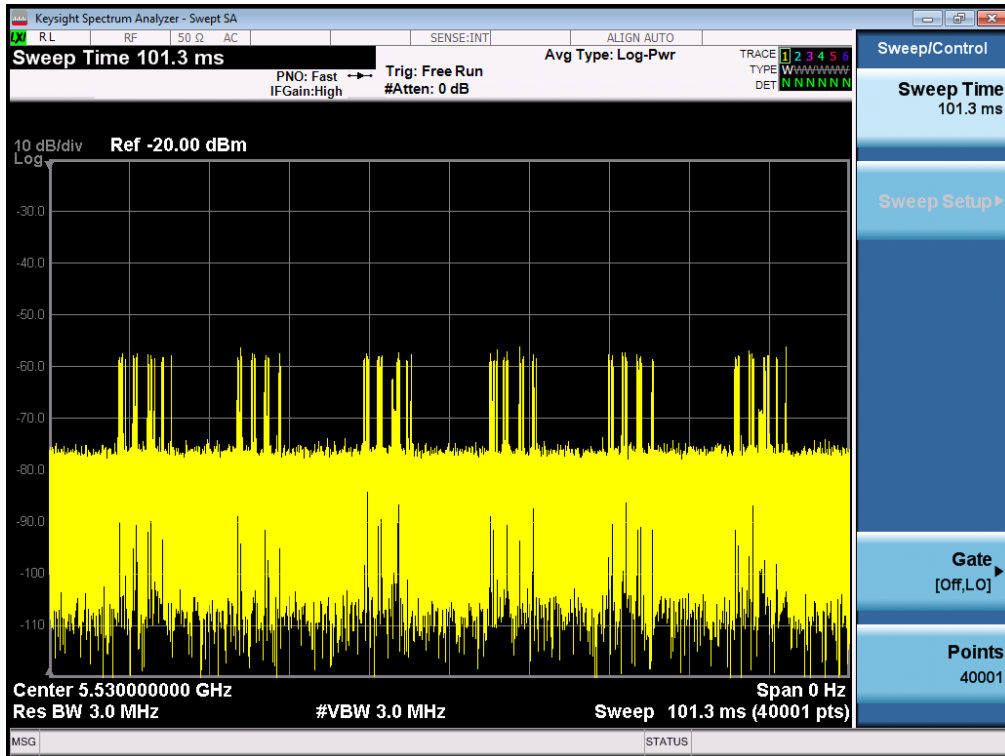 Keysight Spectrum Analyzer - Swept SA
LXI RL RF 50 Ω AC SENSE:INT ALIGN AUTO
Sweep Time 101.3 ms
PNO: Fast
IFGain:High
Trig: Free Run
#Atten: 0 dB
Avg Type: Log-Pwr
TRACE 1 2 3 4 5 6
TYPE WWWWWWW
DET N N N N N N
10 dB/div Ref -20.00 dBm
Log
-30.0
-40.0
-50.0
-60.0
-70.0
-80.0
-90.0
-100
-110
Center 5.530000000 GHz Span 0 Hz
Res BW 3.0 MHz #VBW 3.0 MHz Sweep 101.3 ms (40001 pts)
MSG STATUS
Sweep/Control
Sweep Time
101.3 ms
Sweep Setup
Gate
[Off,LO]
Points
40001